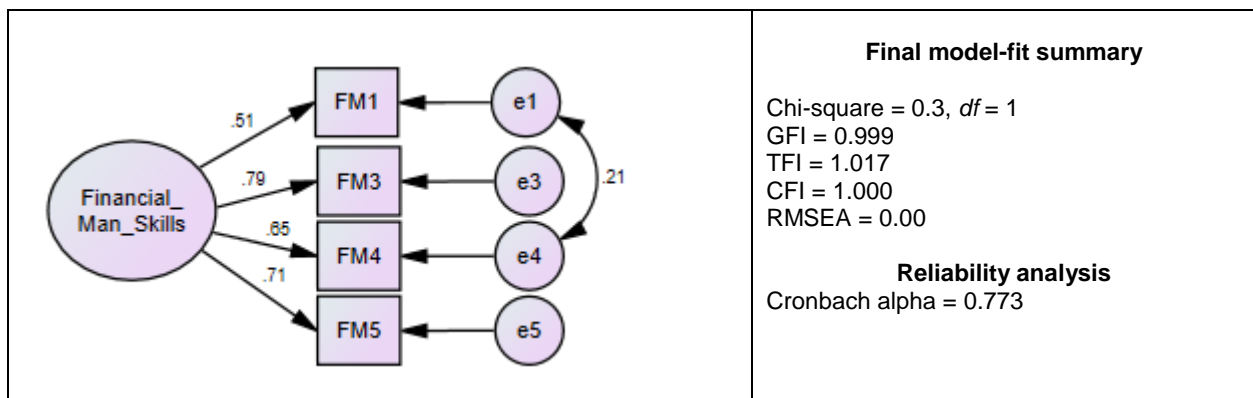 Financial_
Man_Skills
.51
.79
.65
.71
FM1
FM3
FM4
FM5
e1
e3
e4
e5
.21
Final model-fit summary
Chi-square = 0.3, df = 1
GFI = 0.999
TFI = 1.017
CFI = 1.000
RMSEA = 0.00
Reliability analysis
Cronbach alpha = 0.773